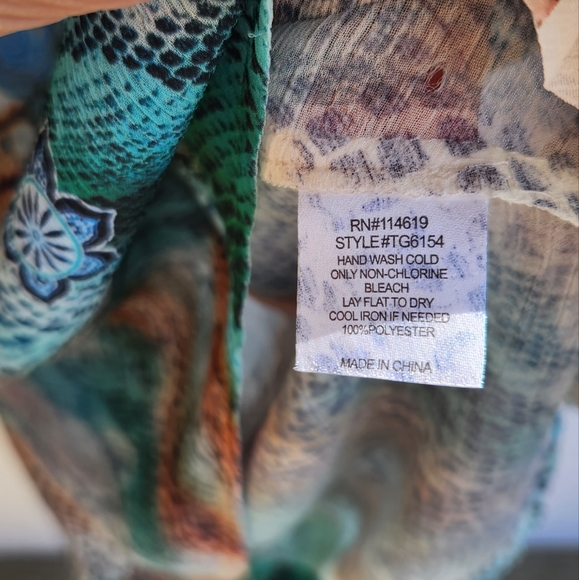 RN#114619
STYLE#TG6154
HAND WASH COLD
ONLY NON-CHLORINE
BLEACH
LAY FLAT TO DRY
COOL IRON IF NEEDED
100%POLYESTER
MADE IN CHINA